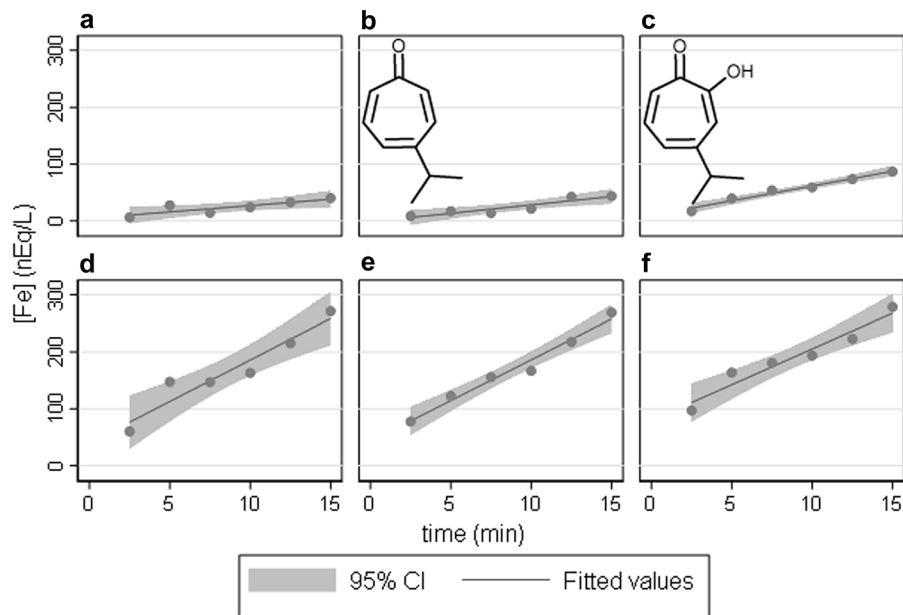 a b c
300
200
100
0
O
O
OH
d e f
300
200
100
0
[Fe] (nEq/L)
0 5 10 15 0 5 10 15 0 5 10 15
time (min)
95% CI Fitted values